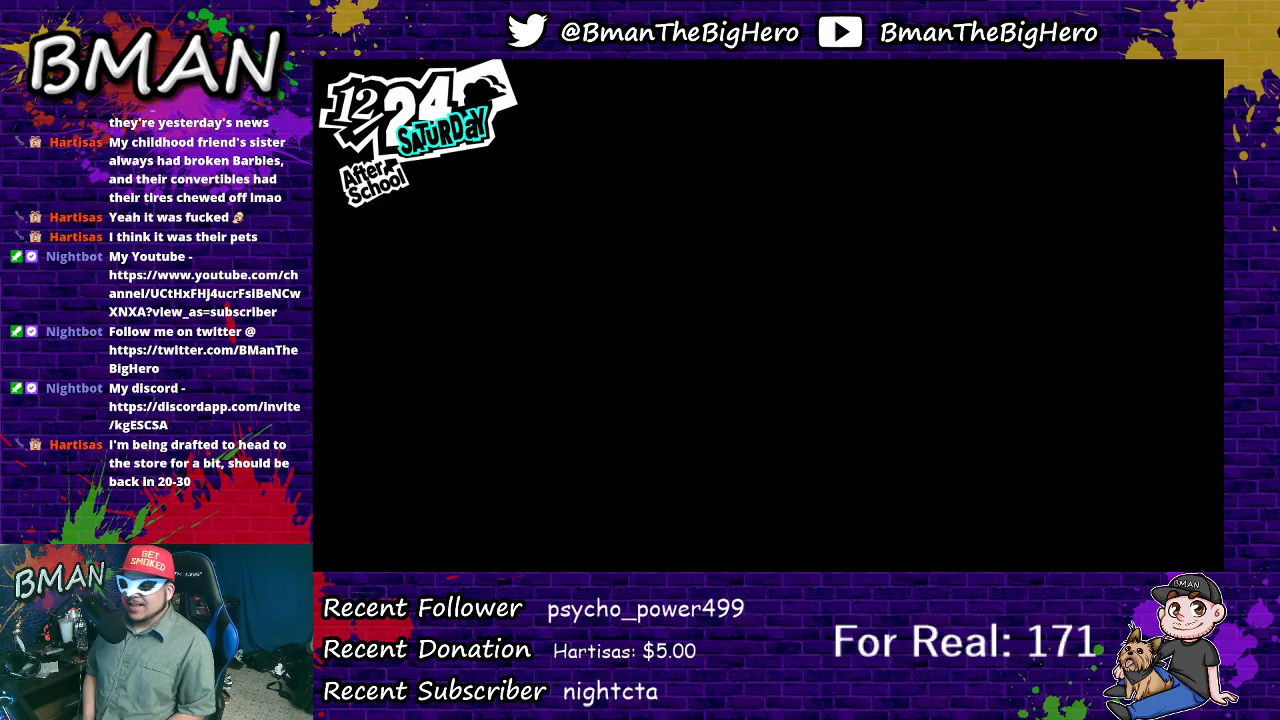 BMAN
@BmanTheBigHero
BmanTheBigHero
12/24
SATURDAY
After School
they're yesterday's news
Hartisas My childhood friend's sister
always had broken Barbies,
and their convertibles had
their tires chewed off lmao
Hartisas Yeah it was fucked
Hartisas I think it was their pets
Nightbot My Youtube -
https://www.youtube.com/ch
annel/UCtHxFHJ4ucrFsIBeNCw
XNXA?view_as=subscriber
Nightbot Follow me on twitter @
https://twitter.com/BManThe
BigHero
Nightbot My discord -
https://discordapp.com/invite
/kgESCSA
Hartisas I'm being drafted to head to
the store for a bit, should be
back in 20-30
BMAN
GET
SMOKED
Recent Follower psycho_power499
Recent Donation Hartisas: $5.00
Recent Subscriber nightcta
For Real: 171
BMAN